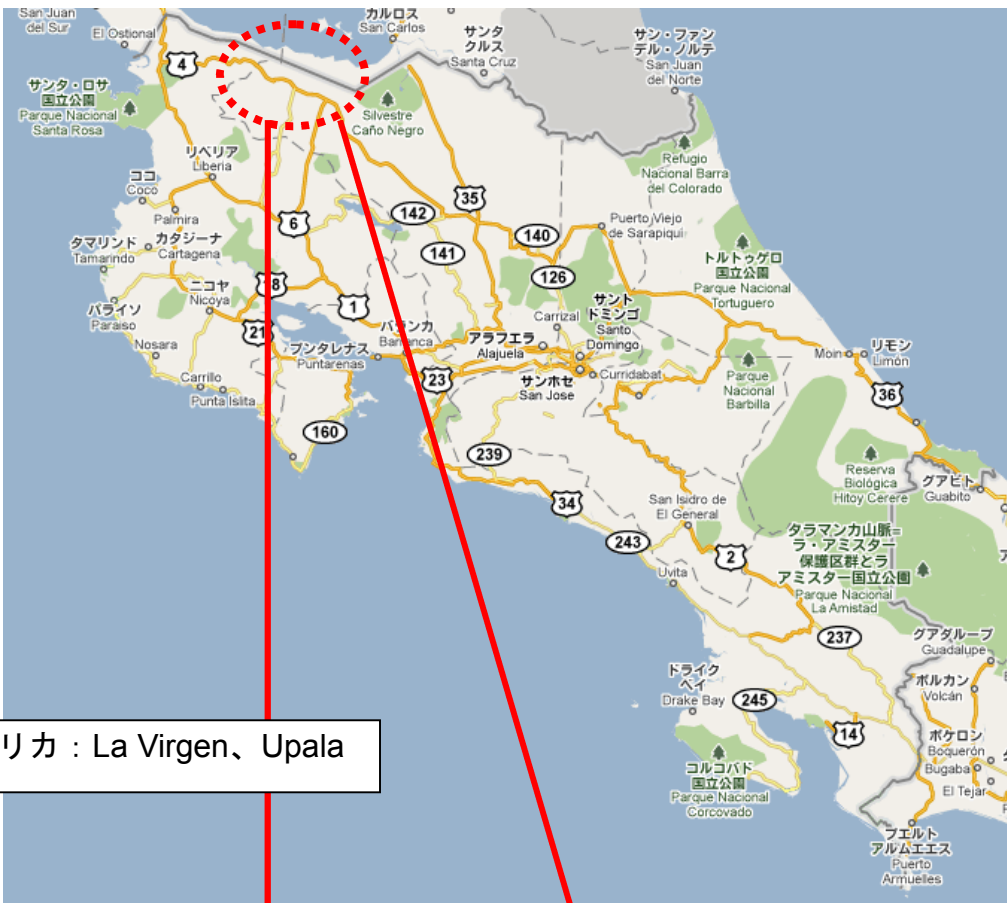 San Juan
del Sur
El Ostional
カルロス
San Carlos
サンタ
クルス
Santa Cruz
サン・ファン
デル・ノルテ
San Juan
del Norte
4
サンタ・ロサ
国立公園
Parque Nacional
Santa Rosa
Silvestre
Caño Negro
リベリア
Liberia
Refugio
Nacional Barra
del Colorado
ココ
Coco
35
Palmira
142
6
Puerto Viejo
de Sarapiqui
140
タマリンド
Tamarindo
カタジーナ
Cartagena
141
トルトゥゲロ
国立公園
Parque Nacional
Tortuguero
126
ニコヤ
Nicoya
18
パライソ
Paraiso
1
サント
ドミンゴ
Santo
Domingo
Carrizal
21
バランカ
Barranca
Nosara
プンタレナス
Puntarenas
アラフエラ
Alajuela
Moin
リモン
Limón
Carrillo
23
サンホセ
San Jose
Curridabat
Parque
Nacional
Barbilla
Punta Islita
36
160
239
Reserva
Biológica
Hitoy Cerere
グアビト
Guabito
34
San Isidro de
El General
タラマンカ山脈=
ラ・アミスター
保護区群とラ
アミスター国立公園
Parque Nacional
La Amistad
243
2
Uvita
237
グアダループ
Guadalupe
ドライク
ベイ
Drake Bay
245
ボルカン
Volcán
リカ：La Virgen、Upala
14
ボケロン
Boquerón
Bugaba
コルコバド
国立公園
Parque Nacional
Corcovado
El Tejar
プエルト
アルムエエス
Puerto
Armuelles